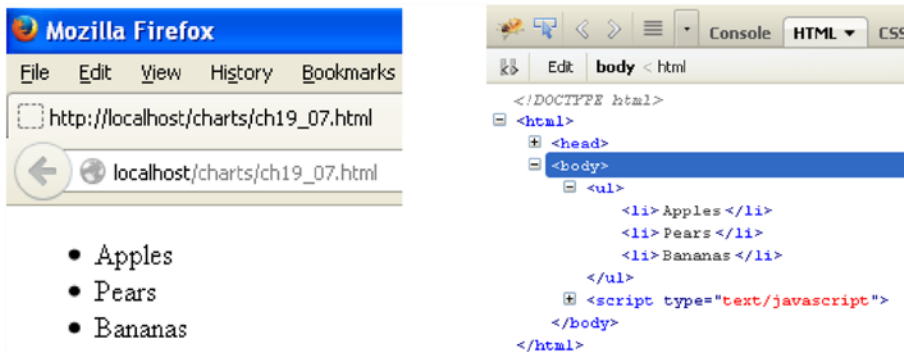 Mozilla Firefox
File Edit View History Bookmarks
http://localhost/charts/ch19_07.html
localhost/charts/ch19_07.html
• Apples
• Pears
• Bananas
Console HTML CSS
Edit body < html
<!DOCTYPE html>
<html>
<head>
<body>
<ul>
<li> Apples </li>
<li> Pears </li>
<li> Bananas </li>
</ul>
<script type="text/javascript">
</body>
</html>